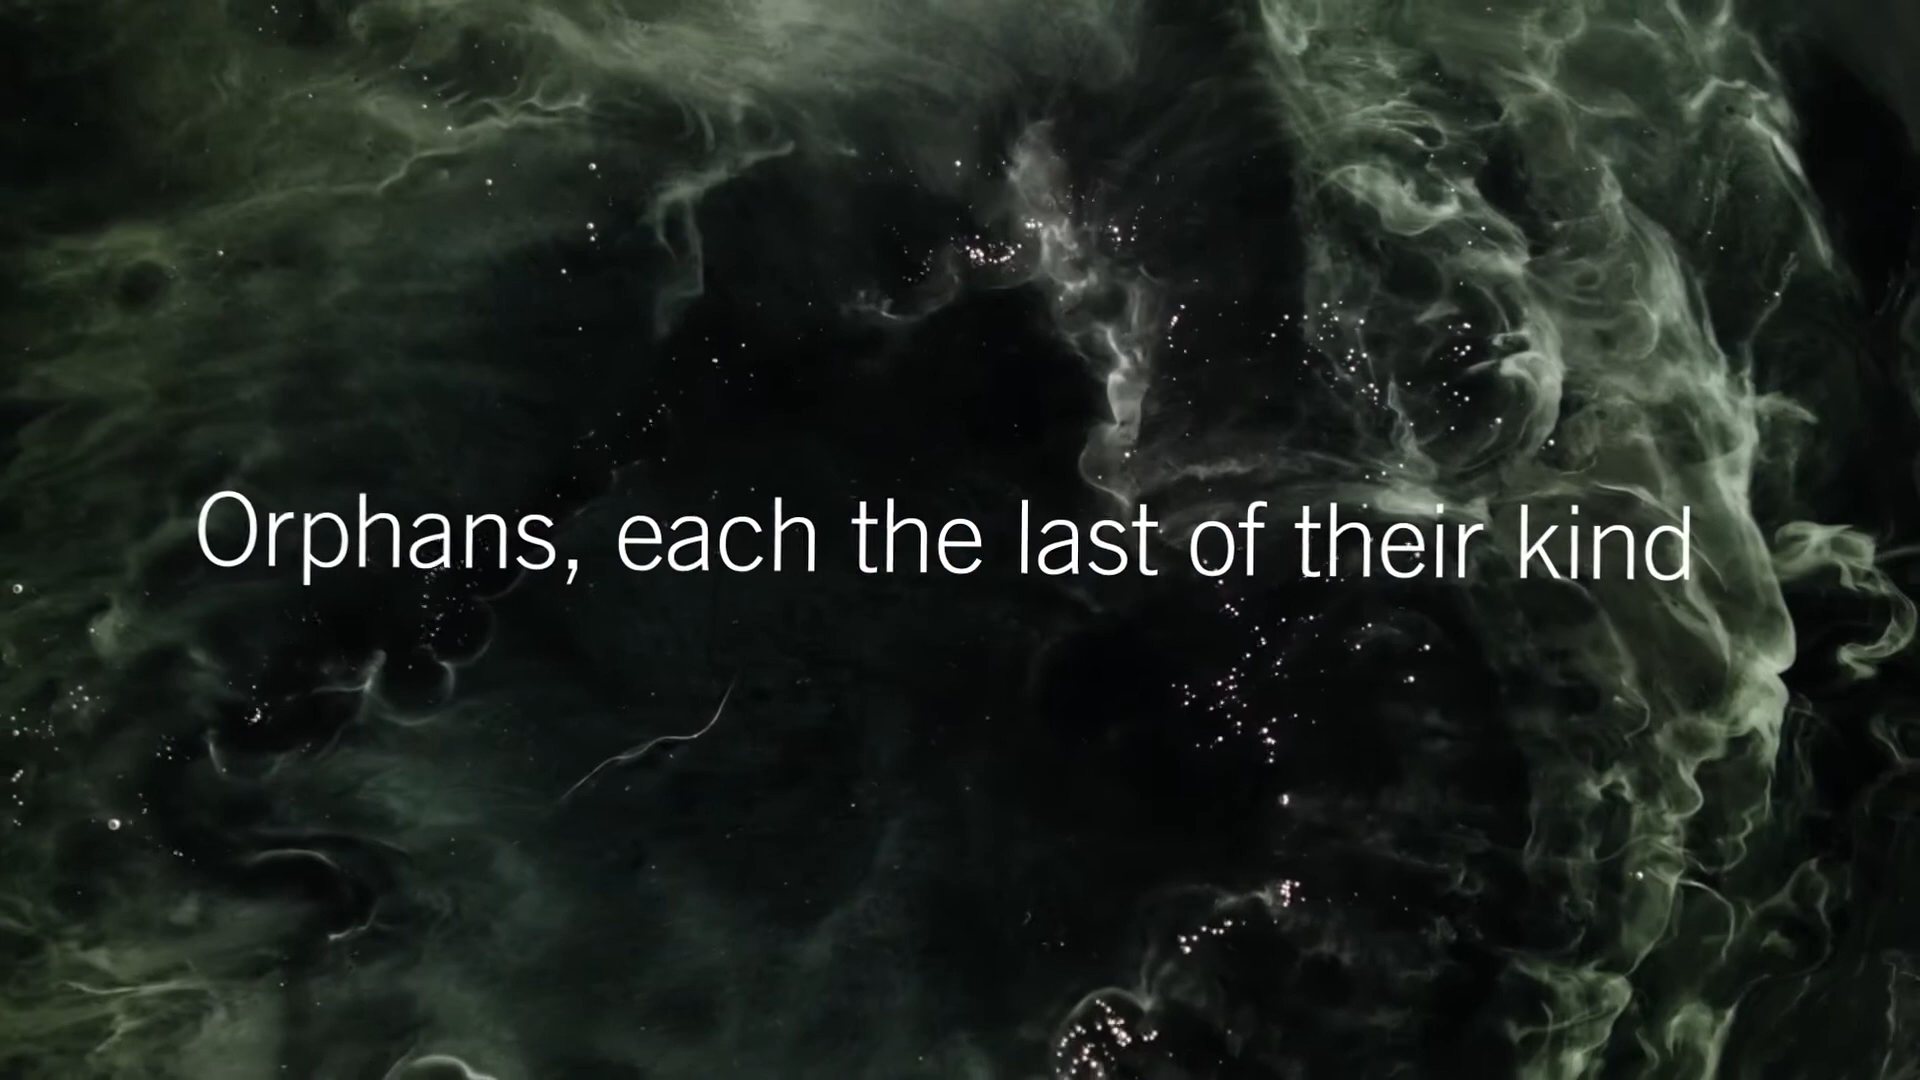 Orphans, each the last of their kind